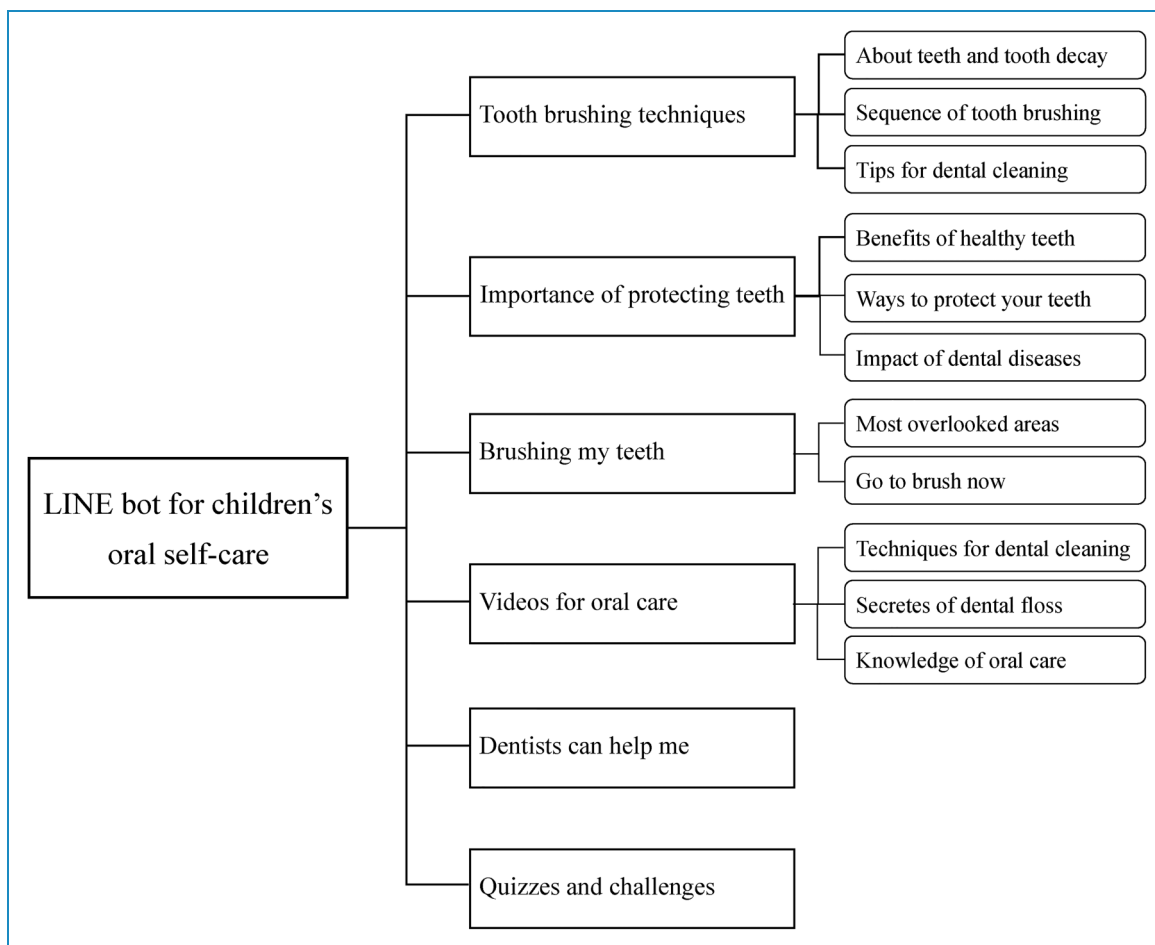 LINE bot for children’s
oral self-care
Tooth brushing techniques
About teeth and tooth decay
Sequence of tooth brushing
Tips for dental cleaning
Importance of protecting teeth
Benefits of healthy teeth
Ways to protect your teeth
Impact of dental diseases
Brushing my teeth
Most overlooked areas
Go to brush now
Videos for oral care
Techniques for dental cleaning
Secretes of dental floss
Knowledge of oral care
Dentists can help me
Quizzes and challenges